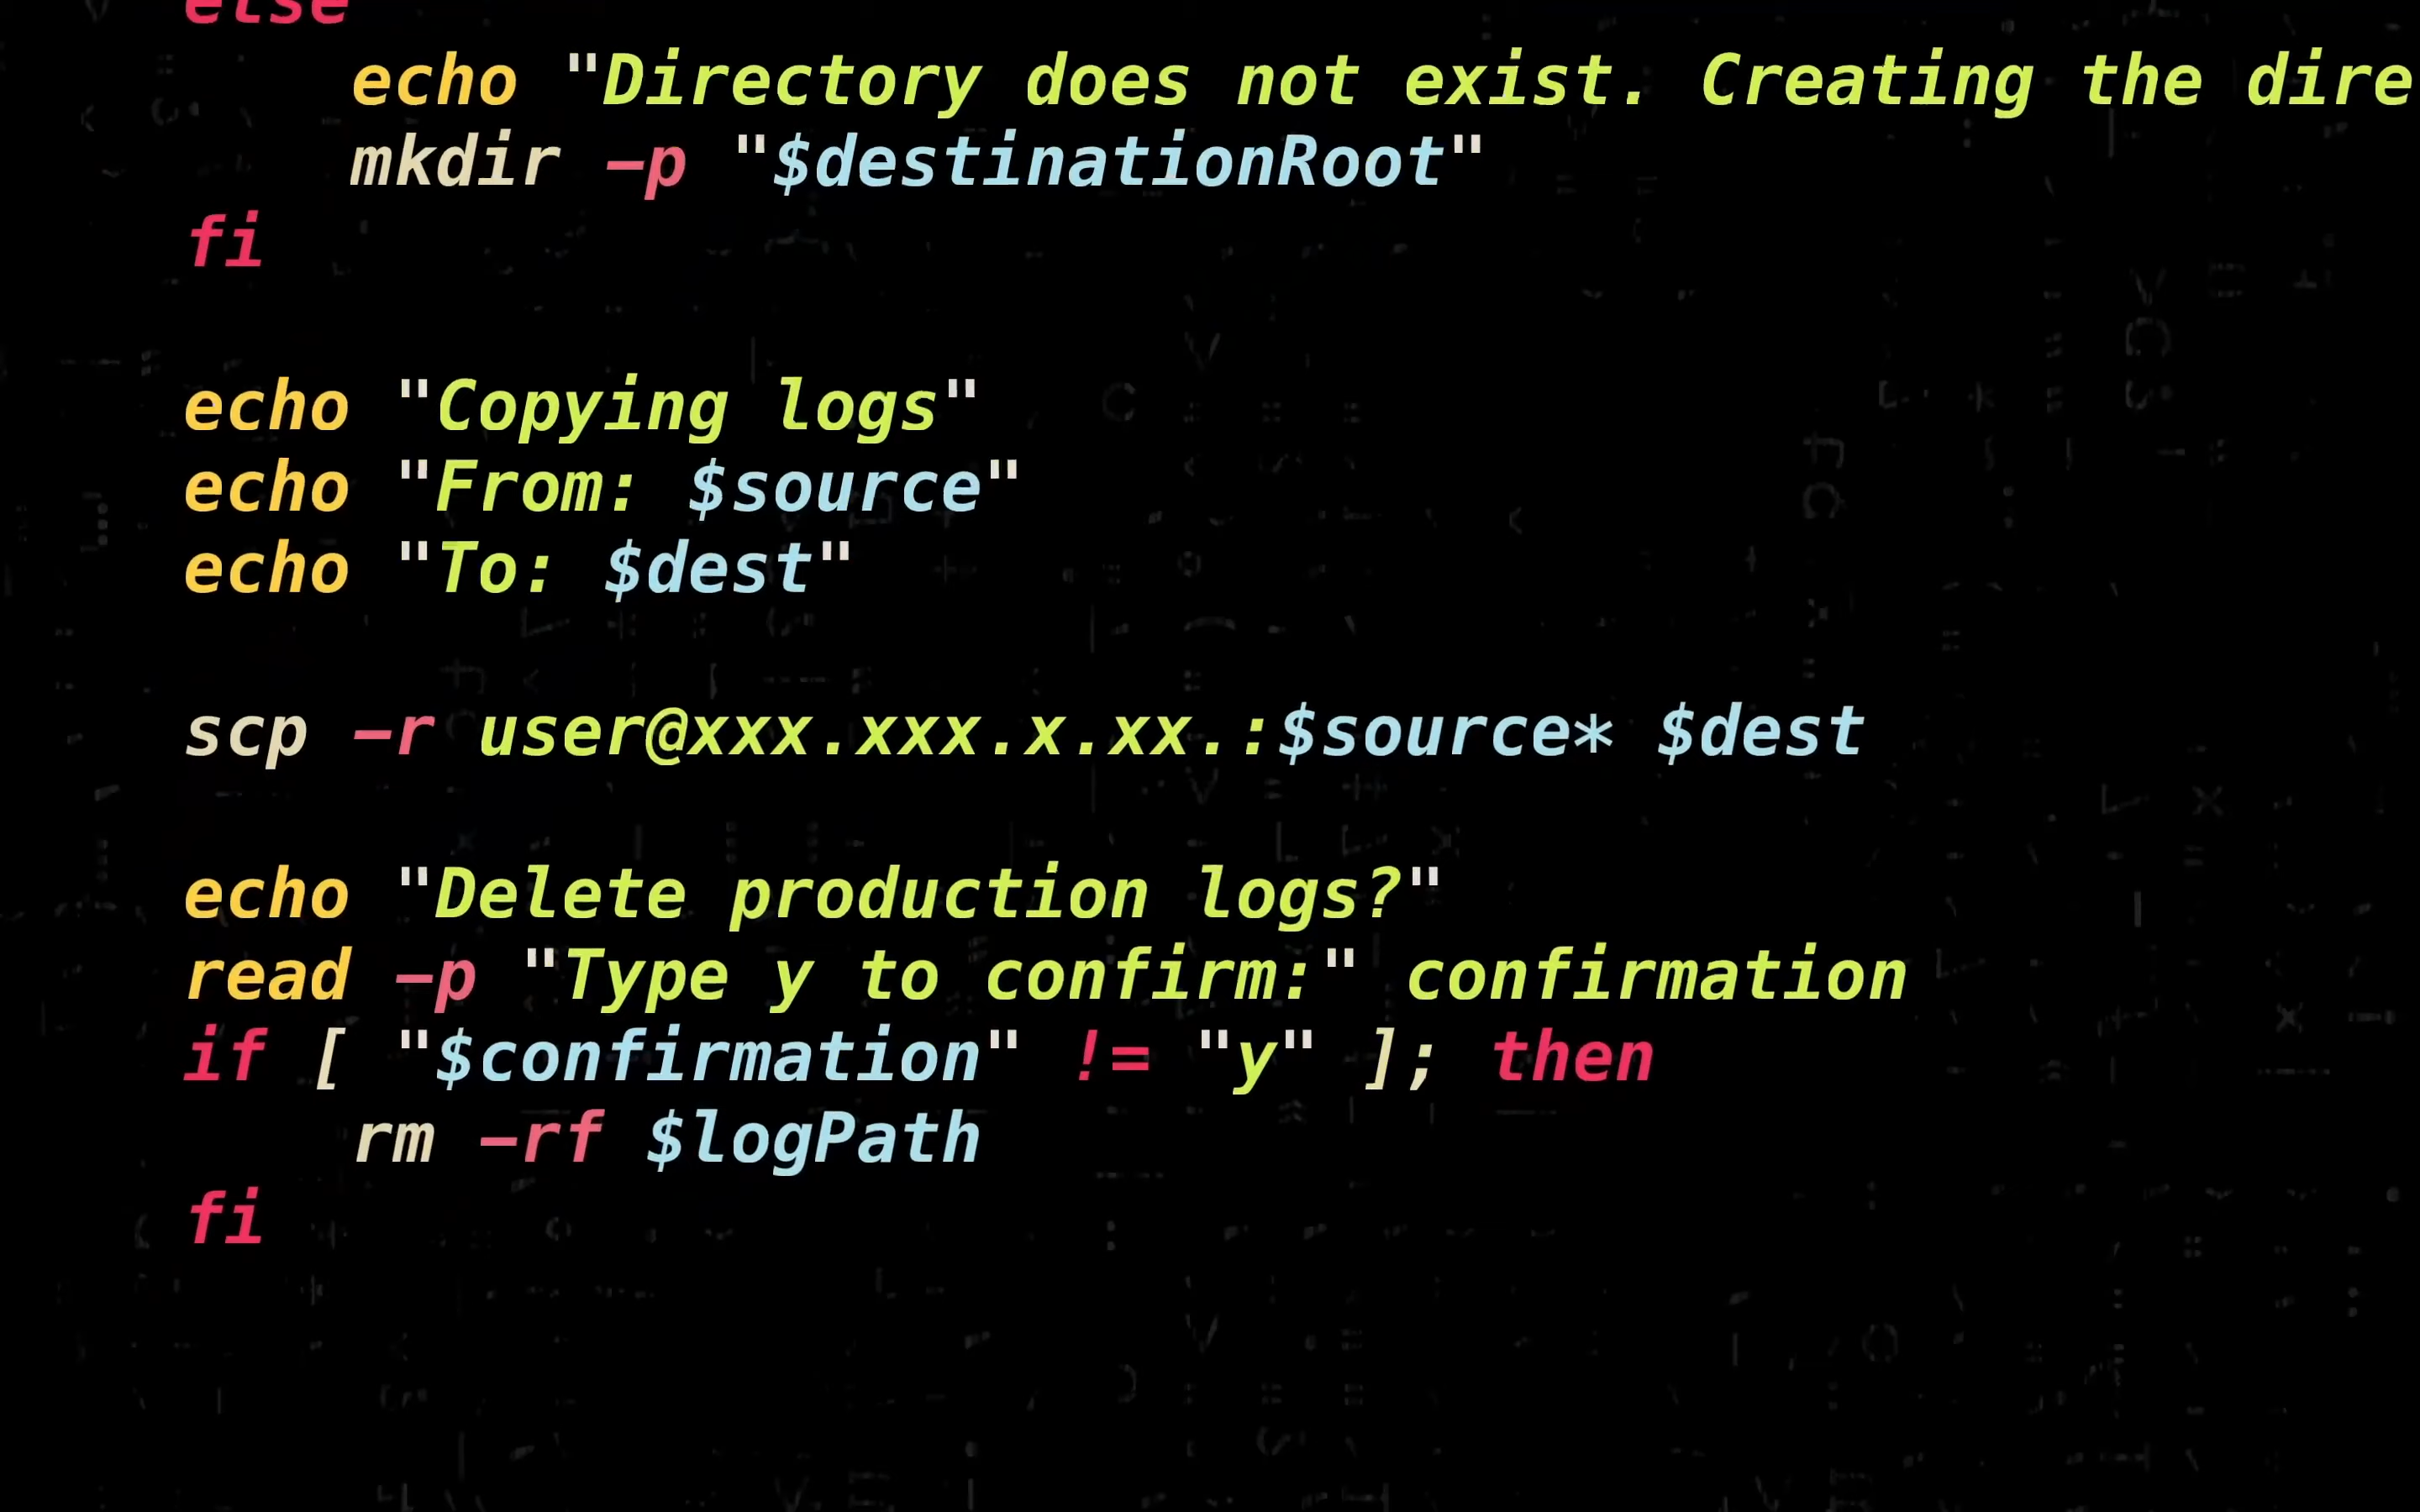 else
echo "Directory does not exist. Creating the dire
mkdir -p "$destinationRoot"
fi
echo "Copying logs"
echo "From: $source"
echo "To: $dest"
scp -r user@xxx.xxx.x.xx.:$source* $dest
echo "Delete production logs?"
read -p "Type y to confirm:" confirmation
if [ "$confirmation" != "y" ]; then
rm -rf $logPath
fi